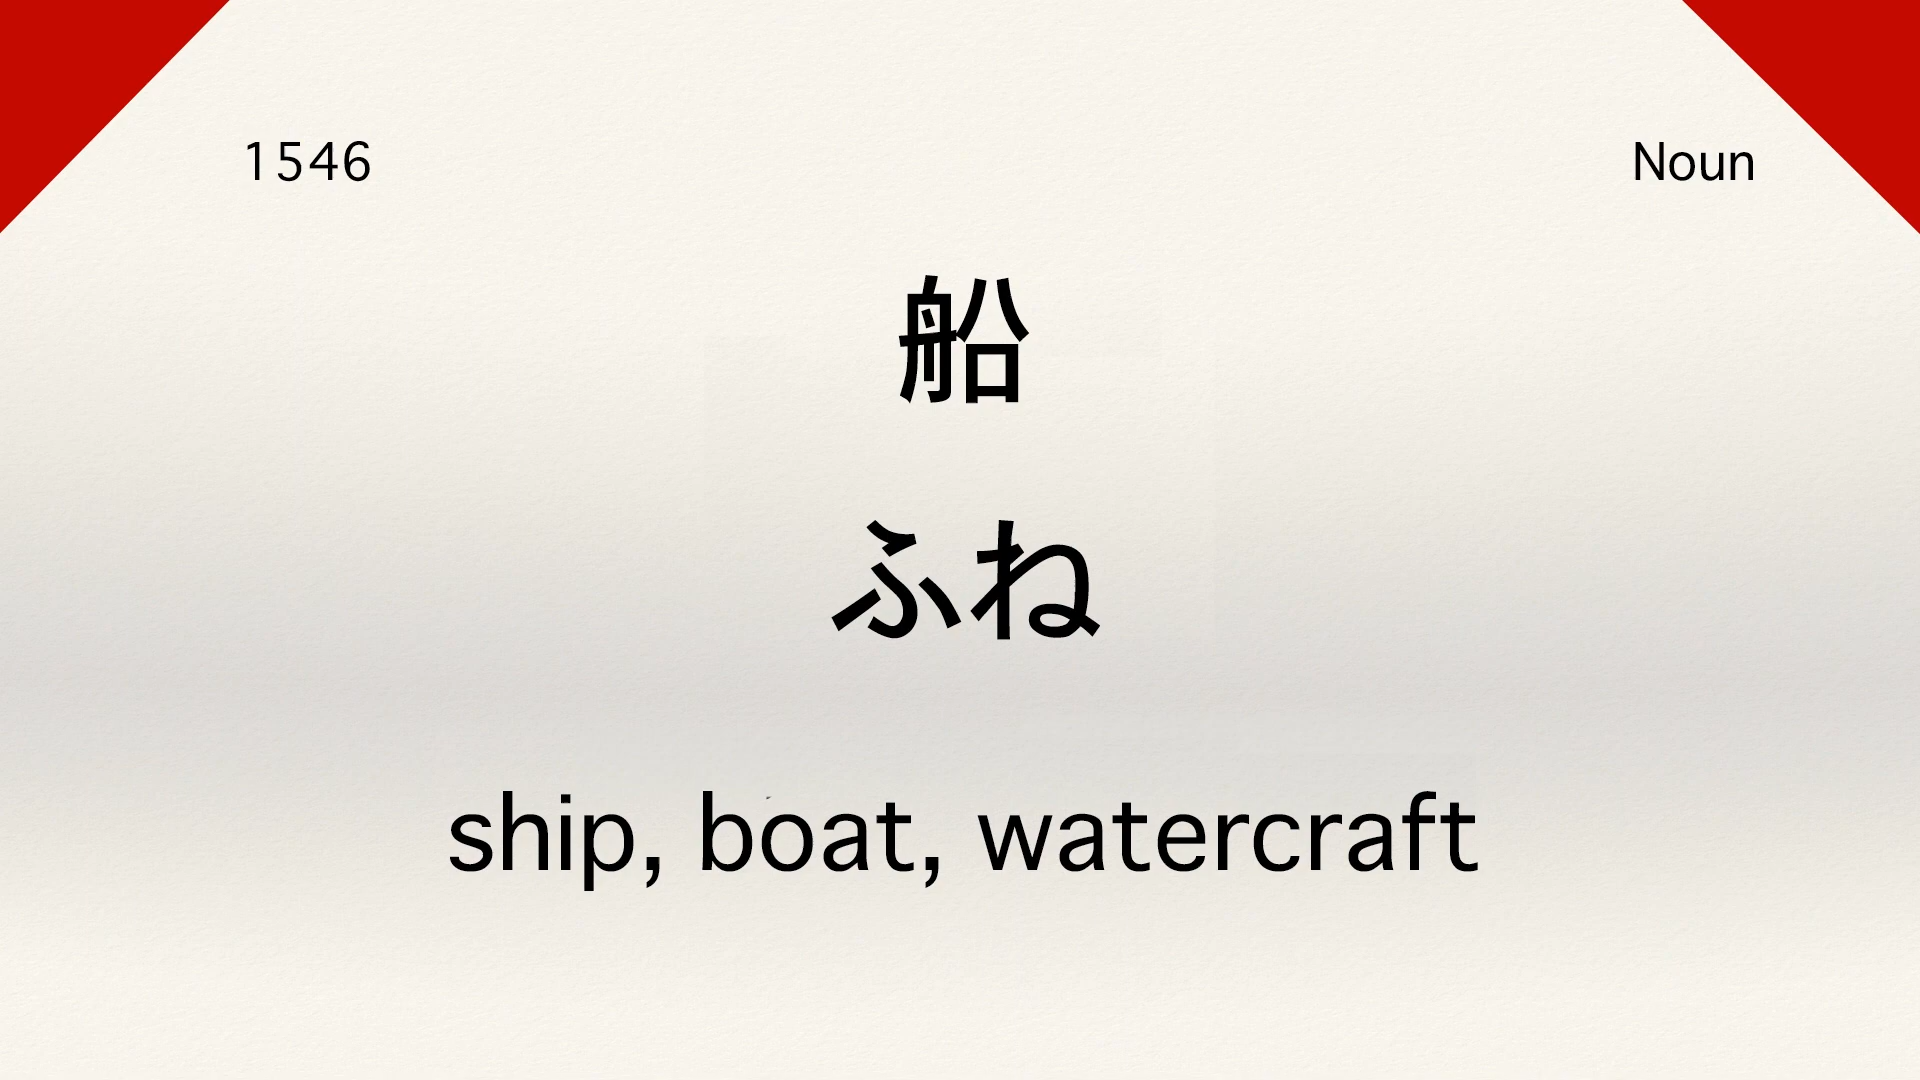 1546
Noun
船
ふね
ship, boat, watercraft